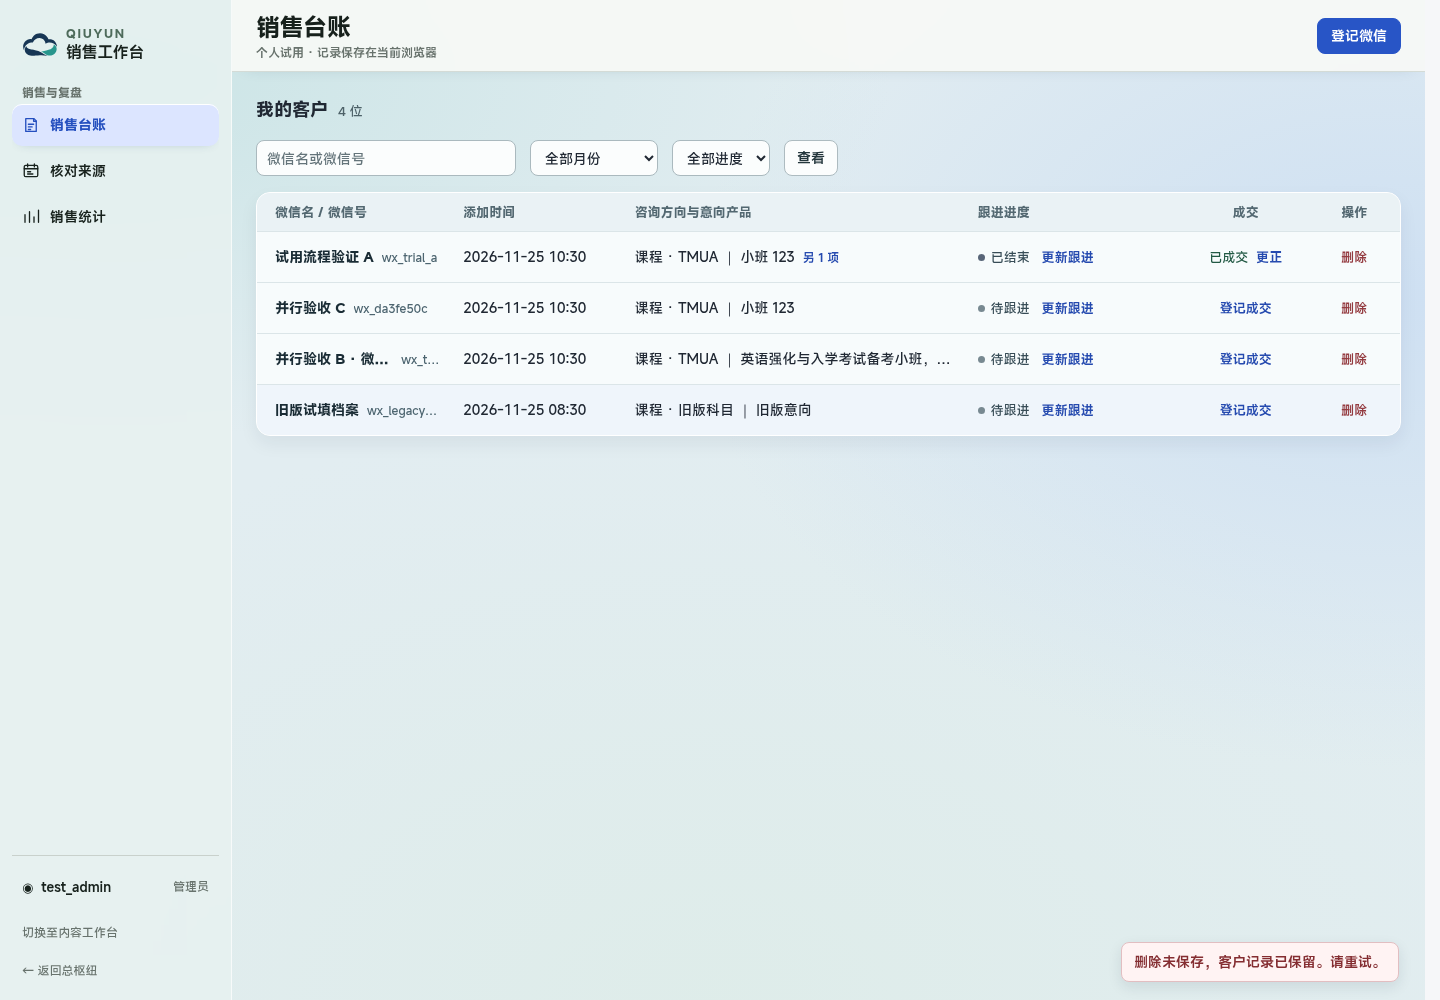 QIUYUN
销售工作台
销售与复盘
销售台账
核对来源
销售统计
test_admin 管理员
切换至内容工作台
← 返回总枢纽
销售台账
个人试用 · 记录保存在当前浏览器
登记微信
我的客户 4 位
微信名或微信号 全部月份 全部进度 查看
微信名 / 微信号 添加时间 咨询方向与意向产品 跟进进度 成交 操作
试用流程验证 A wx_trial_a 2026-11-25 10:30 课程 · TMUA ｜ 小班 123 另 1 项 已结束 更新跟进 已成交 更正 删除
并行验收 C wx_da3fe50c 2026-11-25 10:30 课程 · TMUA ｜ 小班 123 待跟进 更新跟进 登记成交 删除
并行验收 B · 微... wx_t... 2026-11-25 10:30 课程 · TMUA ｜ 英语强化与入学考试备考小班，... 待跟进 更新跟进 登记成交 删除
旧版试填档案 wx_legacy... 2026-11-25 08:30 课程 · 旧版科目 ｜ 旧版意向 待跟进 更新跟进 登记成交 删除
删除未保存，客户记录已保留。请重试。